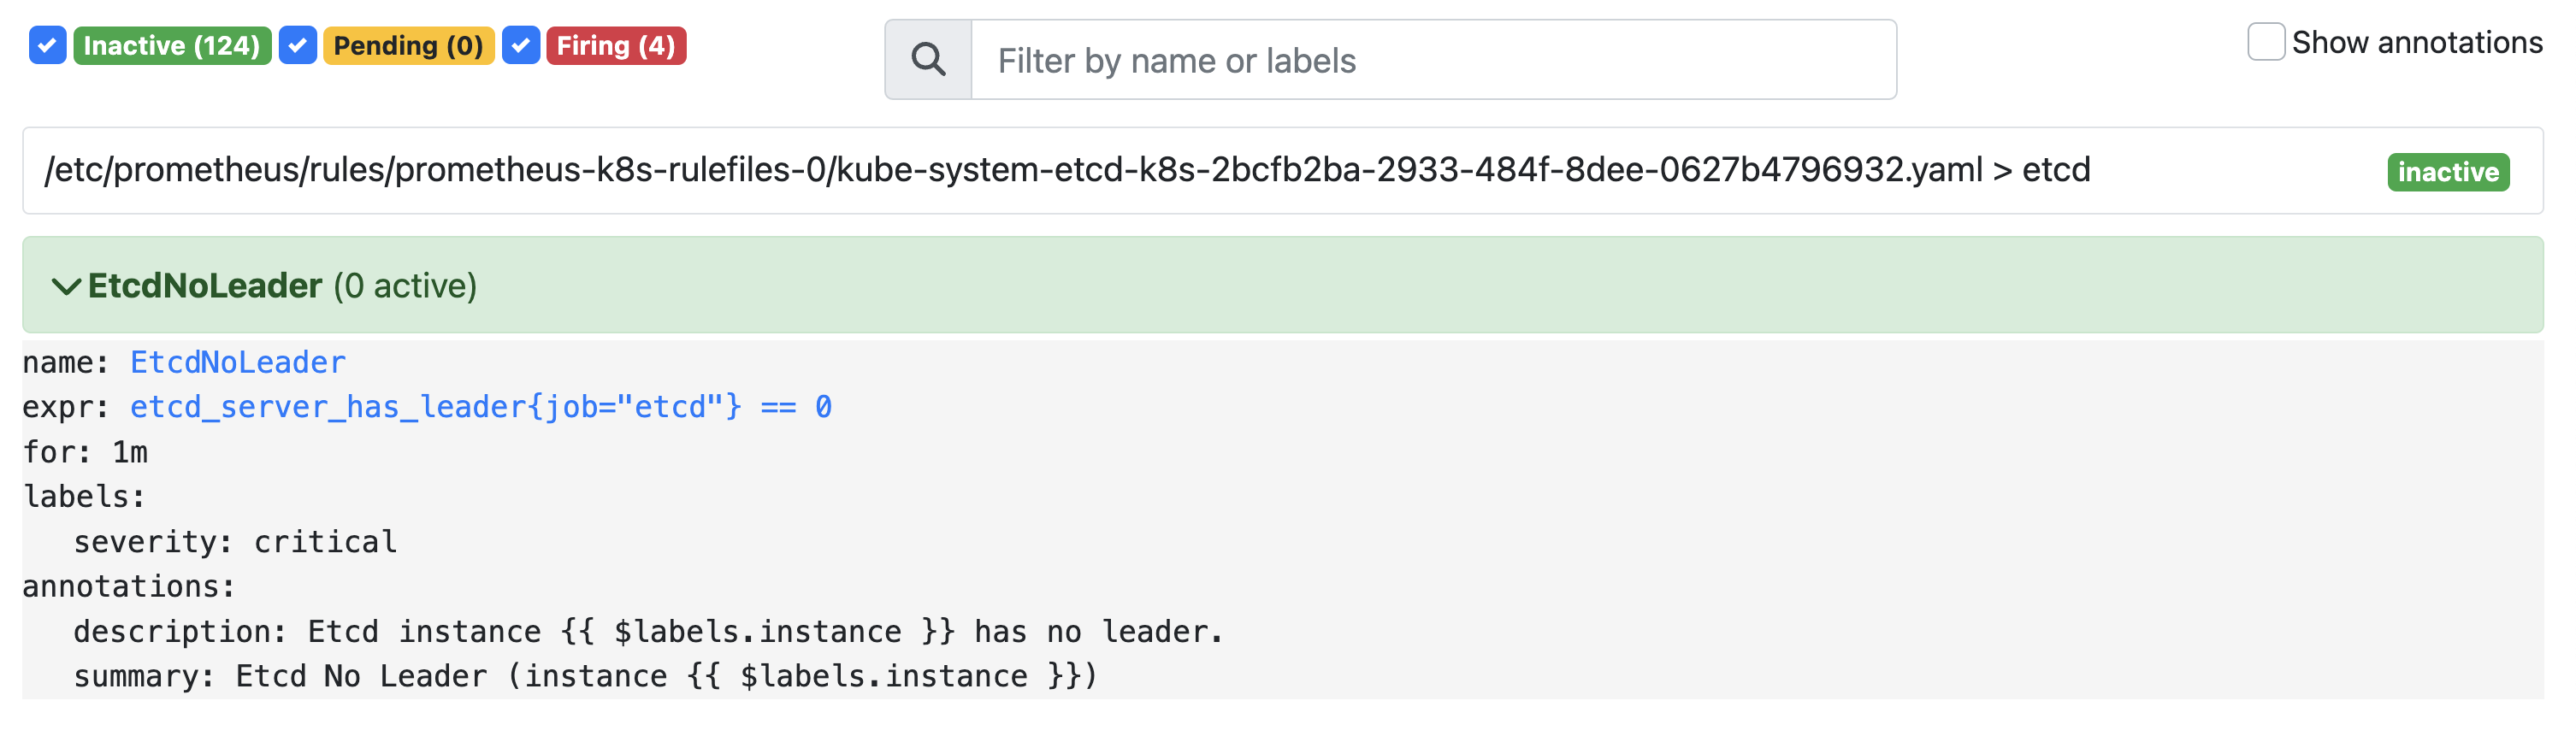 Inactive (124) Pending (0) Firing (4) Filter by name or labels Show annotations
/etc/prometheus/rules/prometheus-k8s-rulefiles-0/kube-system-etcd-k8s-2bcfb2ba-2933-484f-8dee-0627b4796932.yaml > etcd inactive
EtcdNoLeader (0 active)
name: EtcdNoLeader
expr: etcd_server_has_leader{job="etcd"} == 0
for: 1m
labels:
severity: critical
annotations:
description: Etcd instance {{ $labels.instance }} has no leader.
summary: Etcd No Leader (instance {{ $labels.instance }})